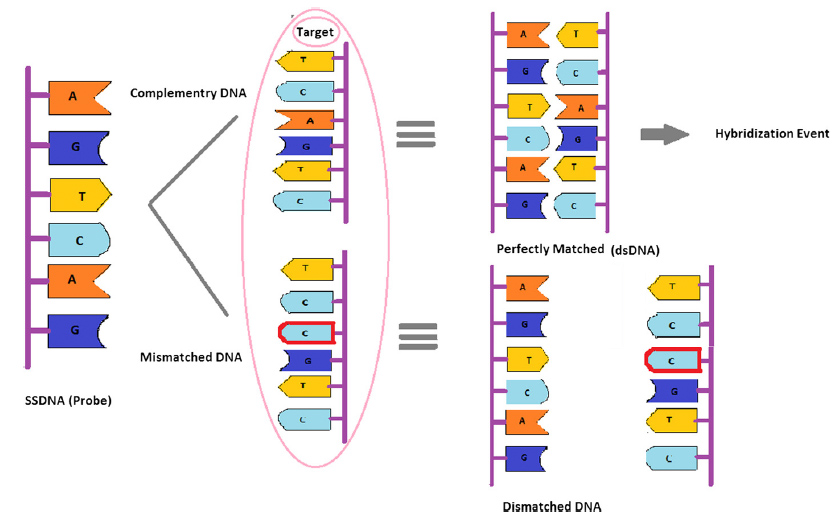 Target
Complementry DNA
T
C
A
G
T
C
A
G
T
C
A
G
SSDNA (Probe)
Mismatched DNA
T
C
C
G
T
C
A T
G C
T A
C G
A T
G C
Hybridization Event
Perfectly Matched (dsDNA)
A T
G C
T C
C G
A T
G C
Dismatched DNA